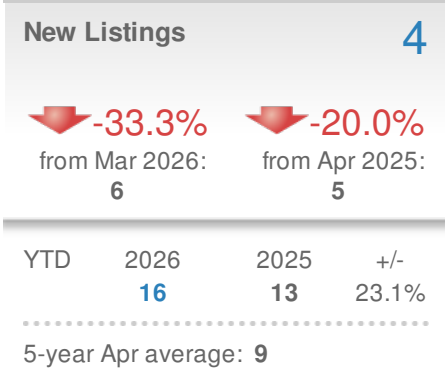 New Listings 4
-33.3% -20.0%
from Mar 2026: from Apr 2025:
6 5
YTD 2026 2025 +/-
16 13 23.1%
5-year Apr average: 9